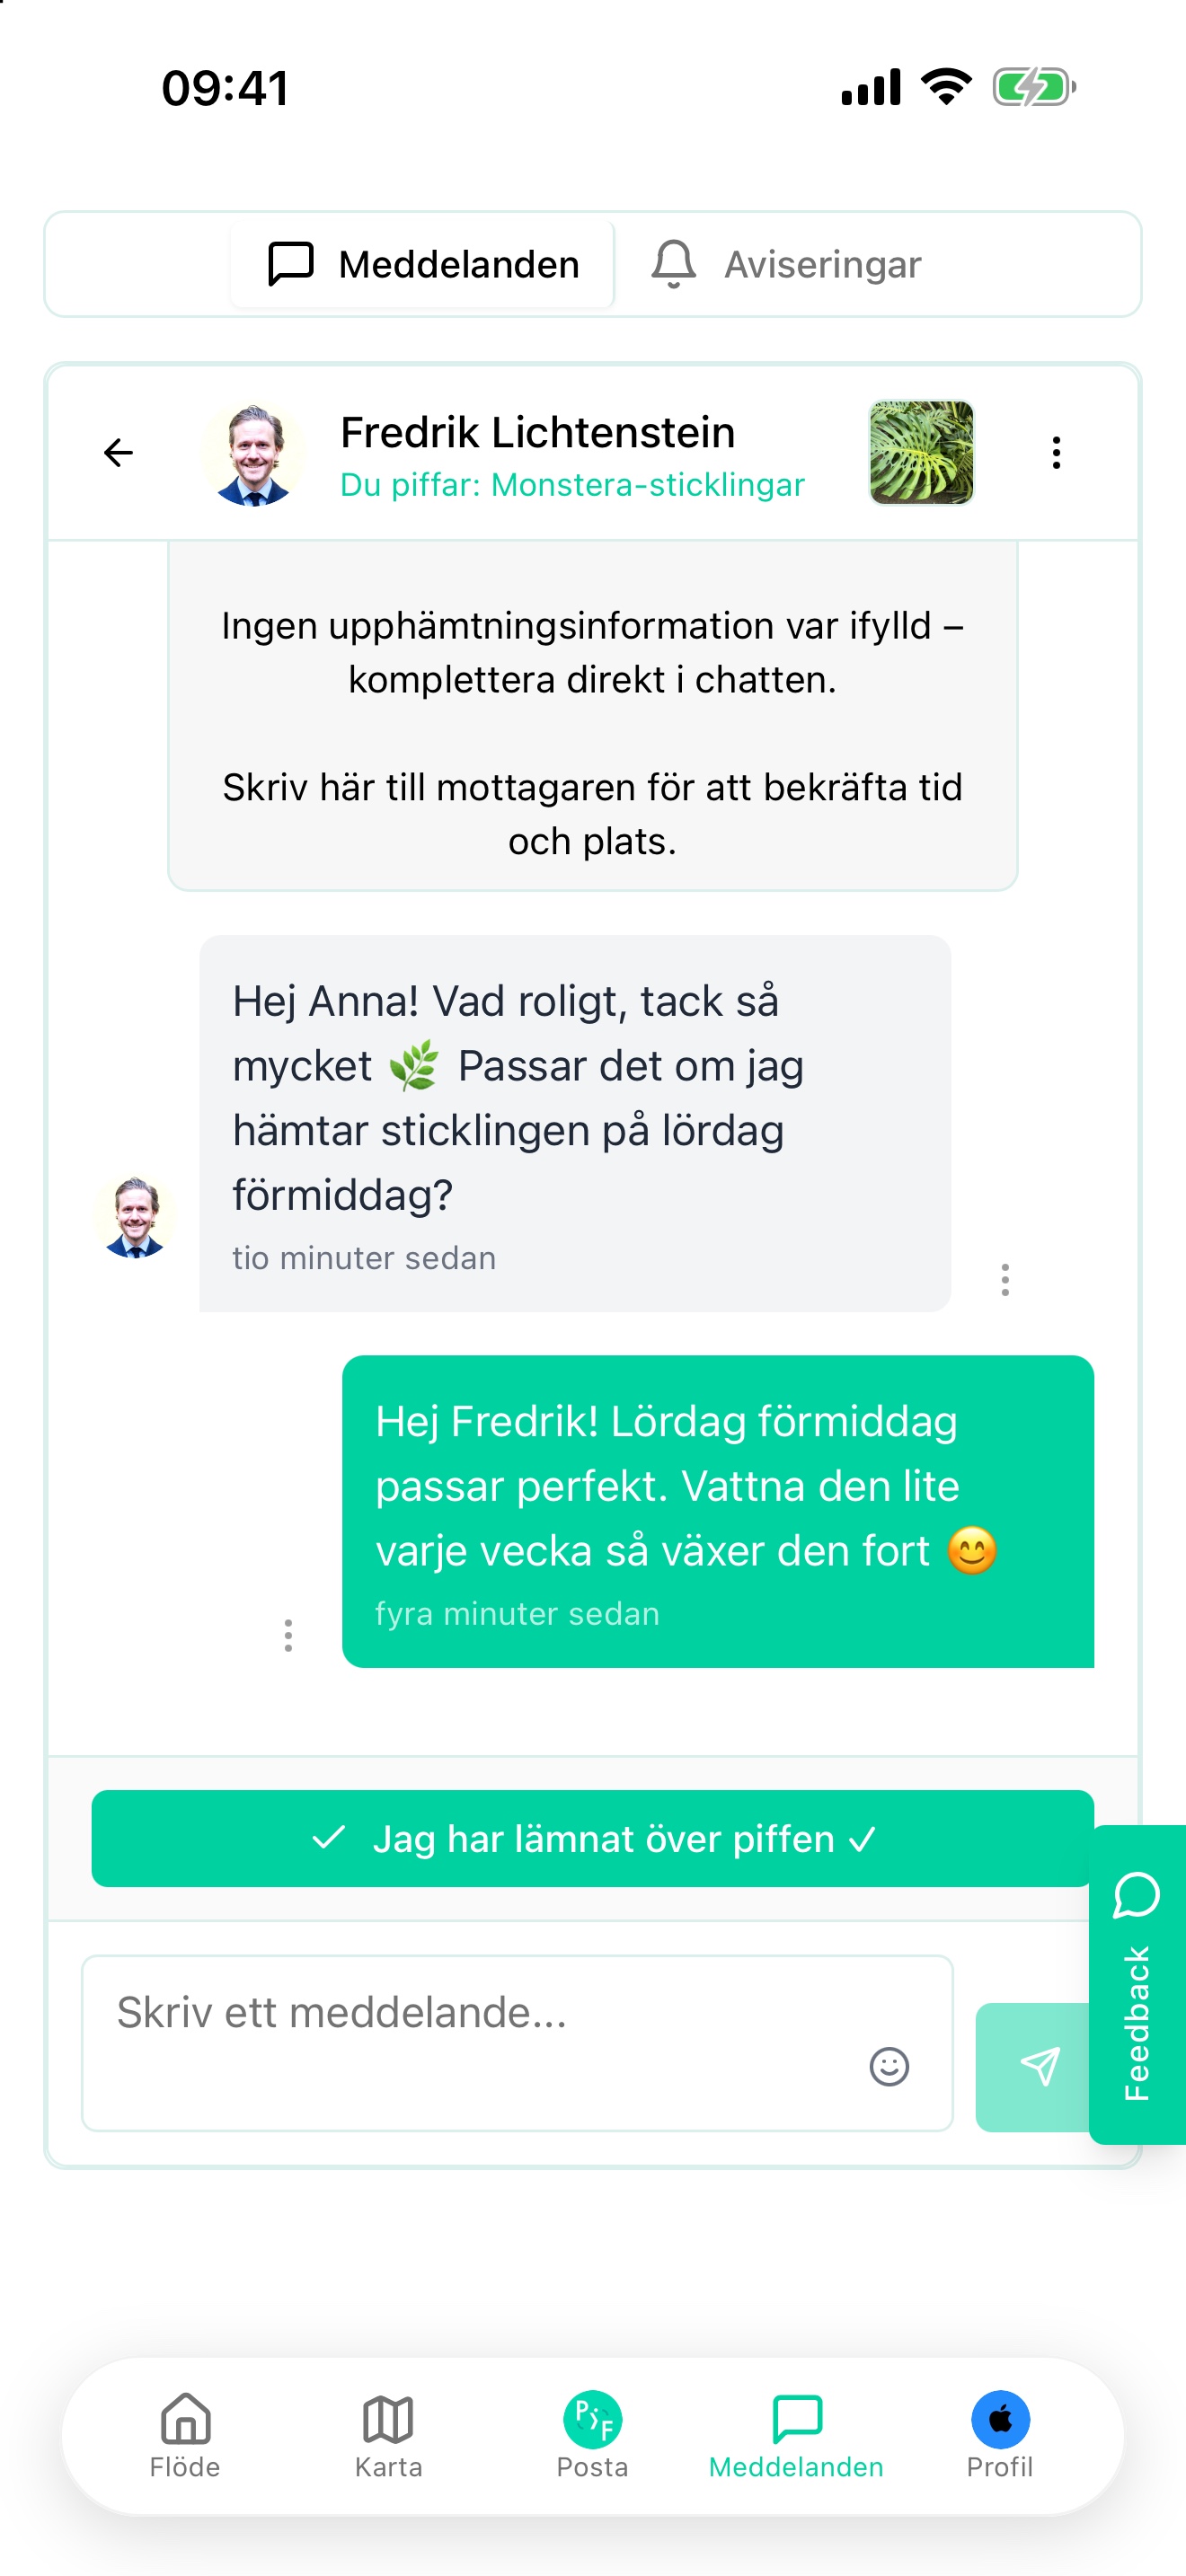 09:41
Meddelanden
Aviseringar
Fredrik Lichtenstein
Du piffar: Monstera-sticklingar
Ingen upphämtningsinformation var ifylld –
komplettera direkt i chatten.
Skriv här till mottagaren för att bekräfta tid
och plats.
Hej Anna! Vad roligt, tack så
mycket 🌿 Passar det om jag
hämtar sticklingen på lördag
förmiddag?
tio minuter sedan
Hej Fredrik! Lördag förmiddag
passar perfekt. Vattna den lite
varje vecka så växer den fort 😊
fyra minuter sedan
Jag har lämnat över piffen ✓
Feedback
Skriv ett meddelande...
Flöde
Karta
PiF
Posta
Meddelanden
Profil